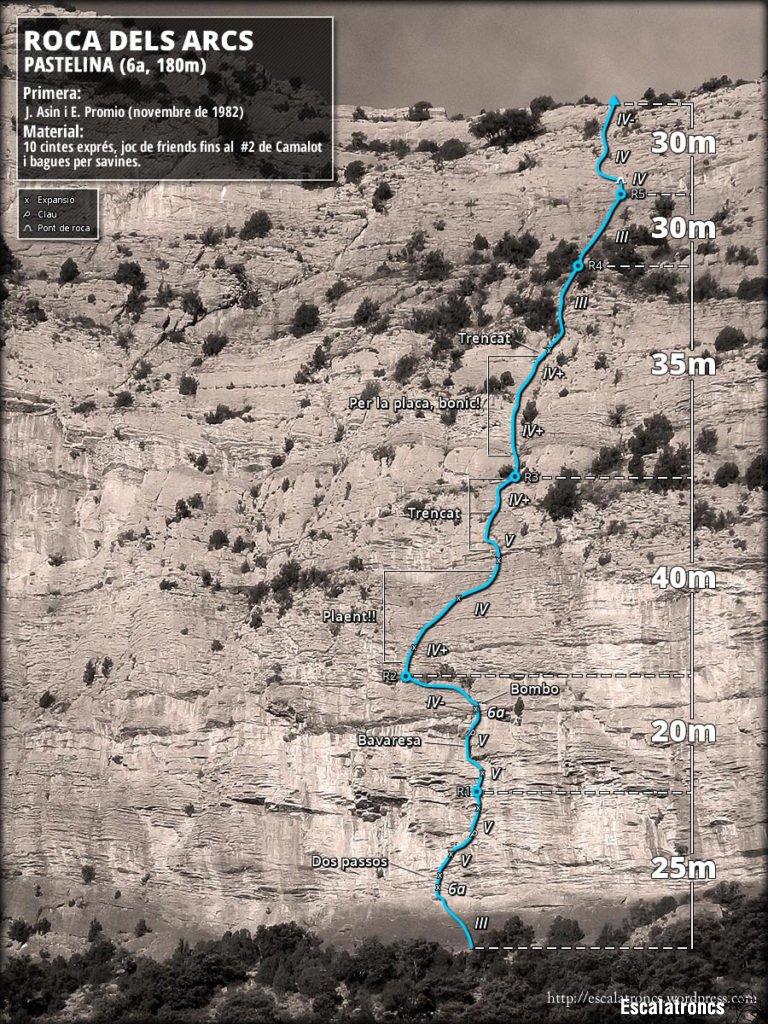 ROCA DELS ARCS
PASTELINA (6a, 180m)
Primera:
J. Asin i E. Promio (novembre de 1982)
Material:
10 cintes exprés, joc de friends fins al #2 de Camalot
i bagues per savines.
x Expansió
Clau
Pont de roca
IV-
30m
IV
IV
R5
30m
III
R4
III
Trencat
35m
IV+
Per la placa, bonic!
IV+
R3
IV+
Trencat
V
40m
IV
Plaent!!
IV+
R2
Bombo
IV-
6a
20m
Bavaresa
V
V
R1
V
Dos passos
V
25m
6a
III
http://escalatroncs.wordpress.com
Escalatroncs